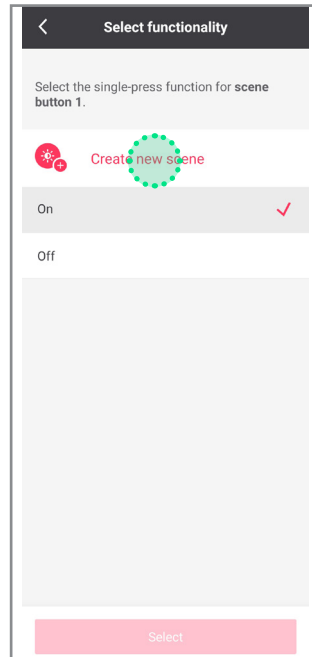 Select functionality
Select the single-press function for scene
button 1.
Create new scene
On
Off
Select